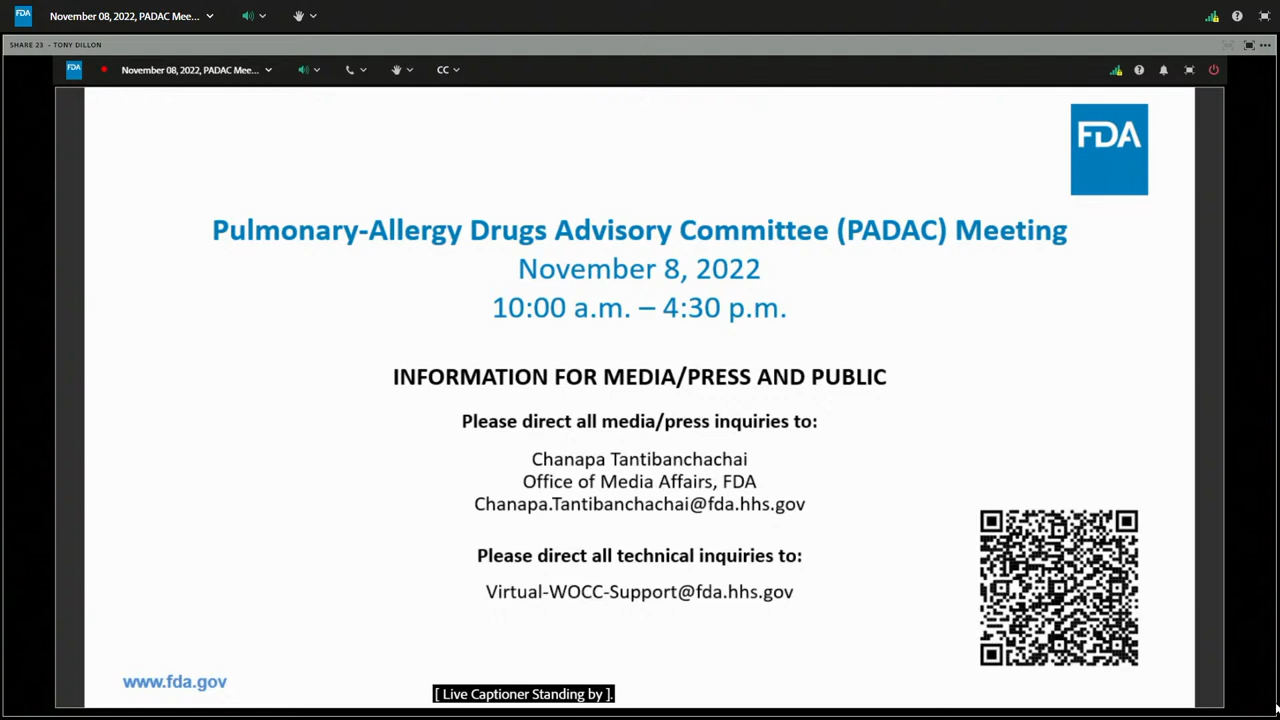 FDA November 08, 2022, PADAC Mee...
SHARE 23 - TONY DILLON
FDA November 08, 2022, PADAC Mee... CC
FDA
Pulmonary-Allergy Drugs Advisory Committee (PADAC) Meeting
November 8, 2022
10:00 a.m. – 4:30 p.m.
INFORMATION FOR MEDIA/PRESS AND PUBLIC
Please direct all media/press inquiries to:
Chanapa Tantibanchachai
Office of Media Affairs, FDA
Chanapa.Tantibanchachai@fda.hhs.gov
Please direct all technical inquiries to:
Virtual-WOCC-Support@fda.hhs.gov
www.fda.gov
[ Live Captioner Standing by ].